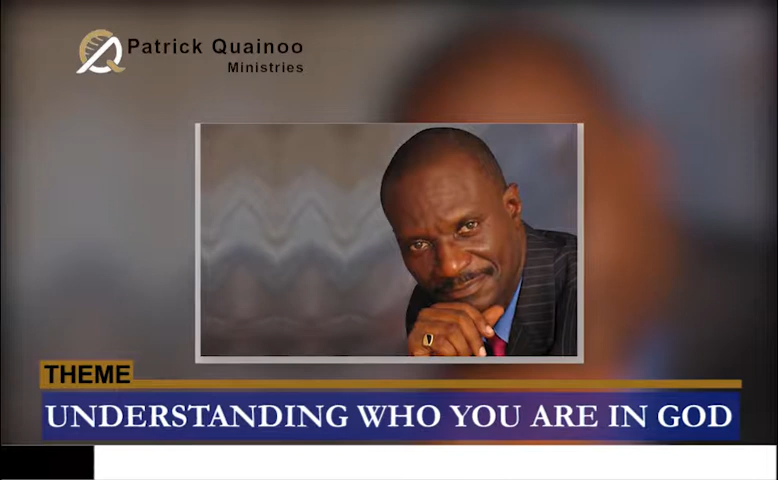 Patrick Quainoo
Ministries
THEME
UNDERSTANDING WHO YOU ARE IN GOD